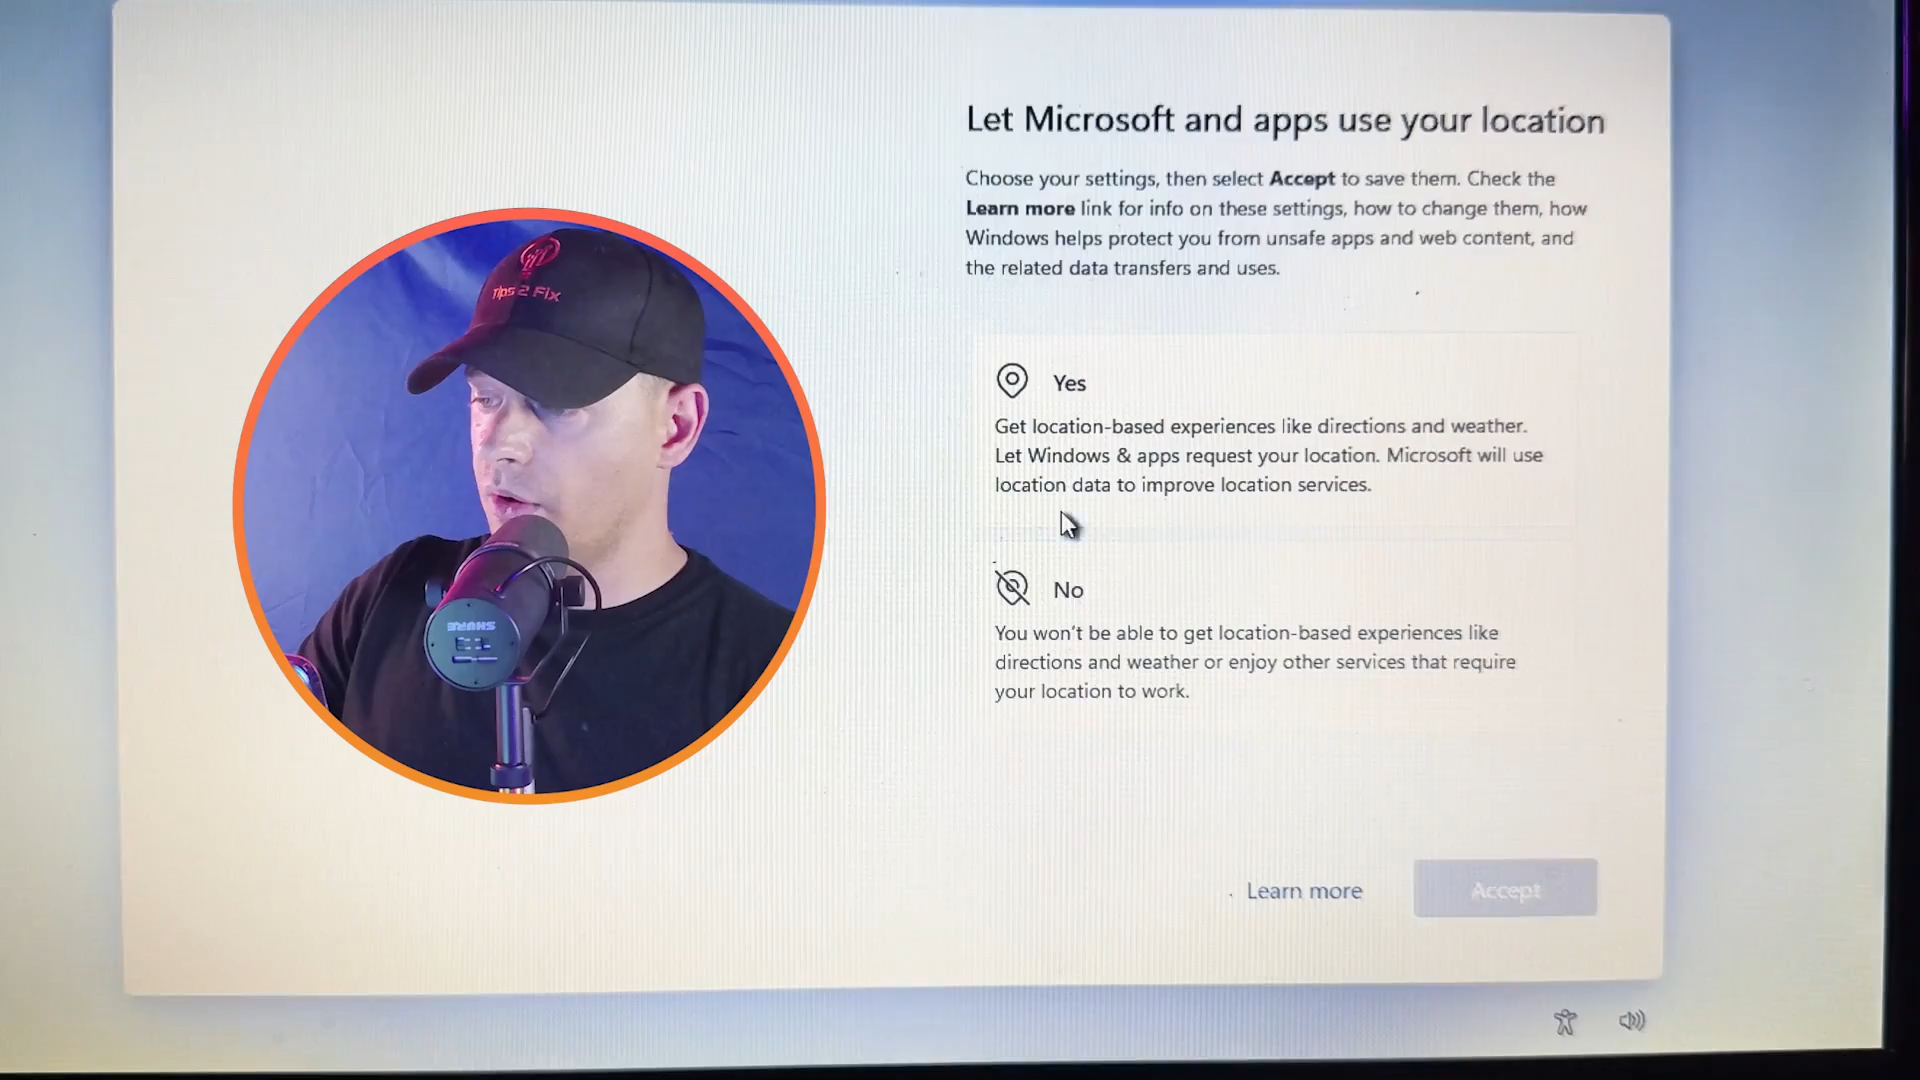 Let Microsoft and apps use your location
Choose your settings, then select Accept to save them. Check the
Learn more link for info on these settings, how to change them, how
Windows helps protect you from unsafe apps and web content, and
the related data transfers and uses.
Yes
Get location-based experiences like directions and weather.
Let Windows & apps request your location. Microsoft will use
location data to improve location services.
No
You won't be able to get location-based experiences like
directions and weather or enjoy other services that require
your location to work.
Learn more
Accept
Tips 2 Fix
SHURE